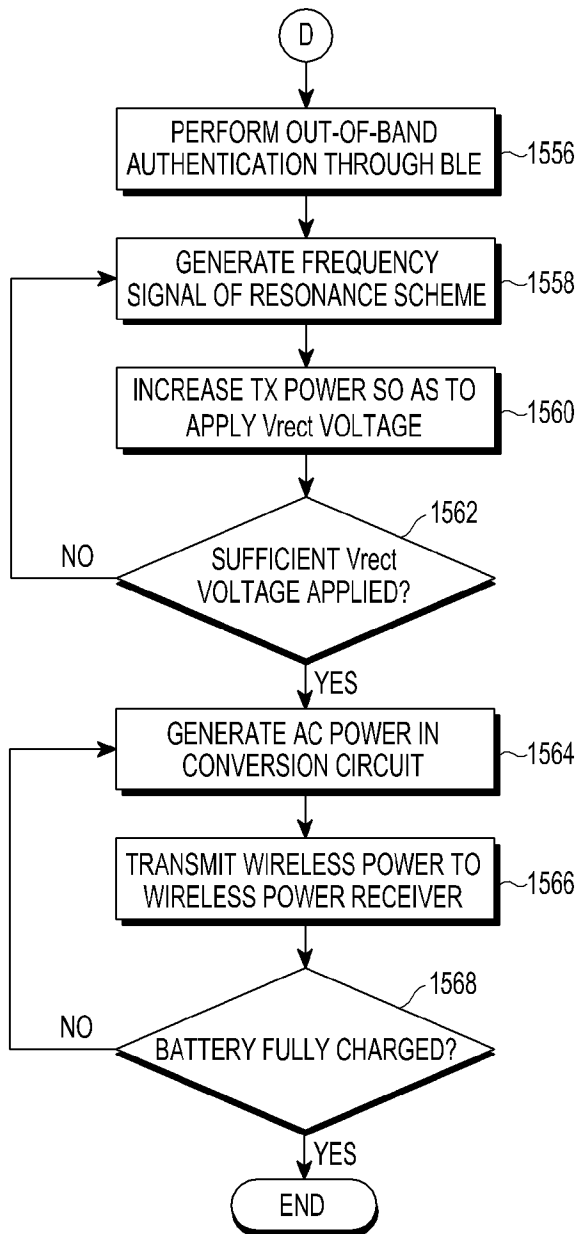 D
PERFORM OUT-OF-BAND
AUTHENTICATION THROUGH BLE
1556
GENERATE FREQUENCY
SIGNAL OF RESONANCE SCHEME
1558
INCREASE TX POWER SO AS TO
APPLY Vrect VOLTAGE
1560
1562
NO
SUFFICIENT Vrect
VOLTAGE APPLIED?
YES
GENERATE AC POWER IN
CONVERSION CIRCUIT
1564
TRANSMIT WIRELESS POWER TO
WIRELESS POWER RECEIVER
1566
1568
NO
BATTERY FULLY CHARGED?
YES
END